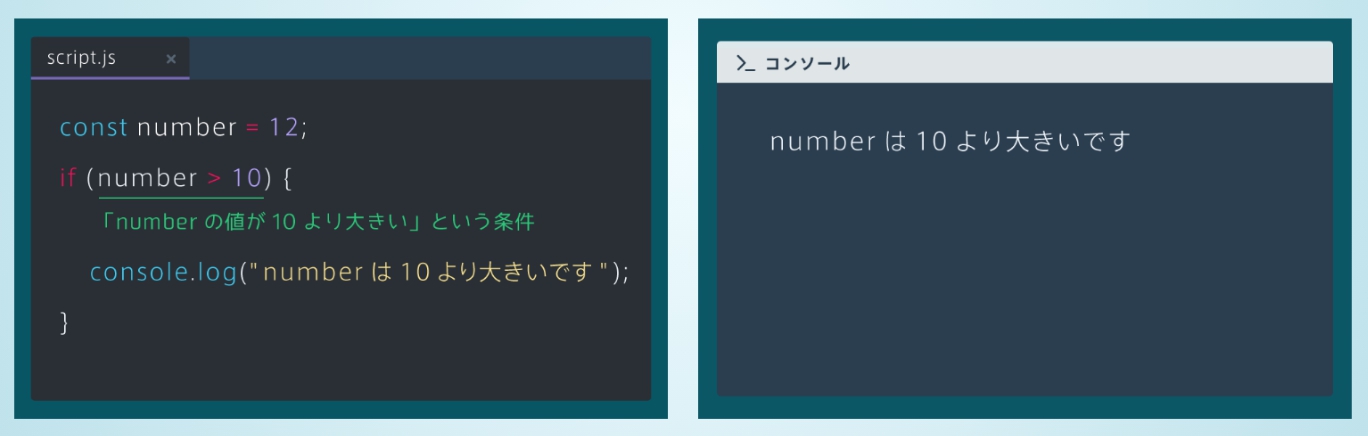 script.js ×
const number = 12;
if (number > 10) {
「number の値が 10 より大きい」という条件
console.log("number は 10 より大きいです");
}
>_ コンソール
number は 10 より大きいです